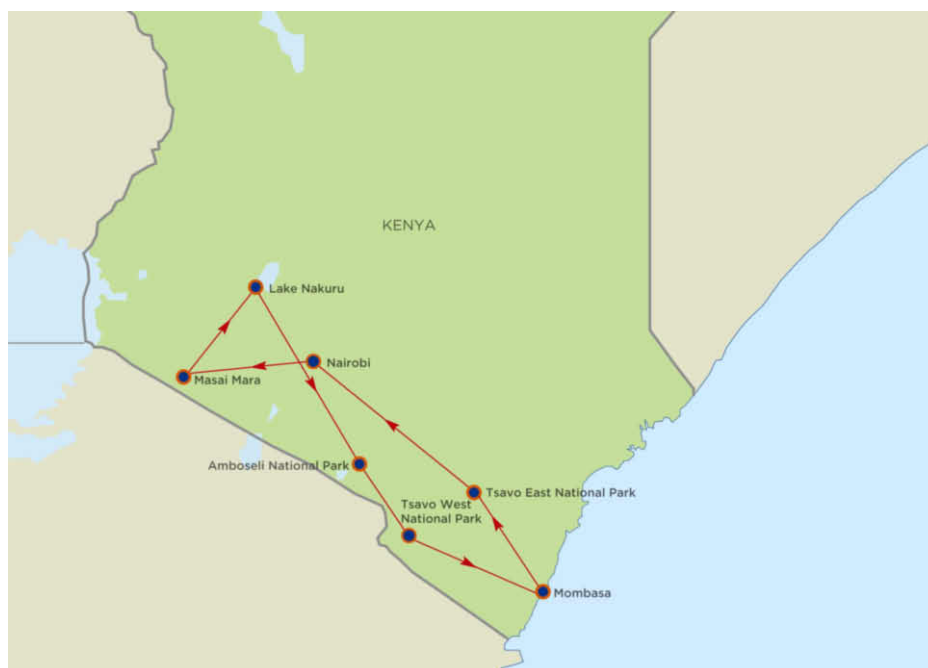 KENYA
Lake Nakuru
Nairobi
Masai Mara
Amboseli National Park
Tsavo West
National Park
Tsavo East National Park
Mombasa